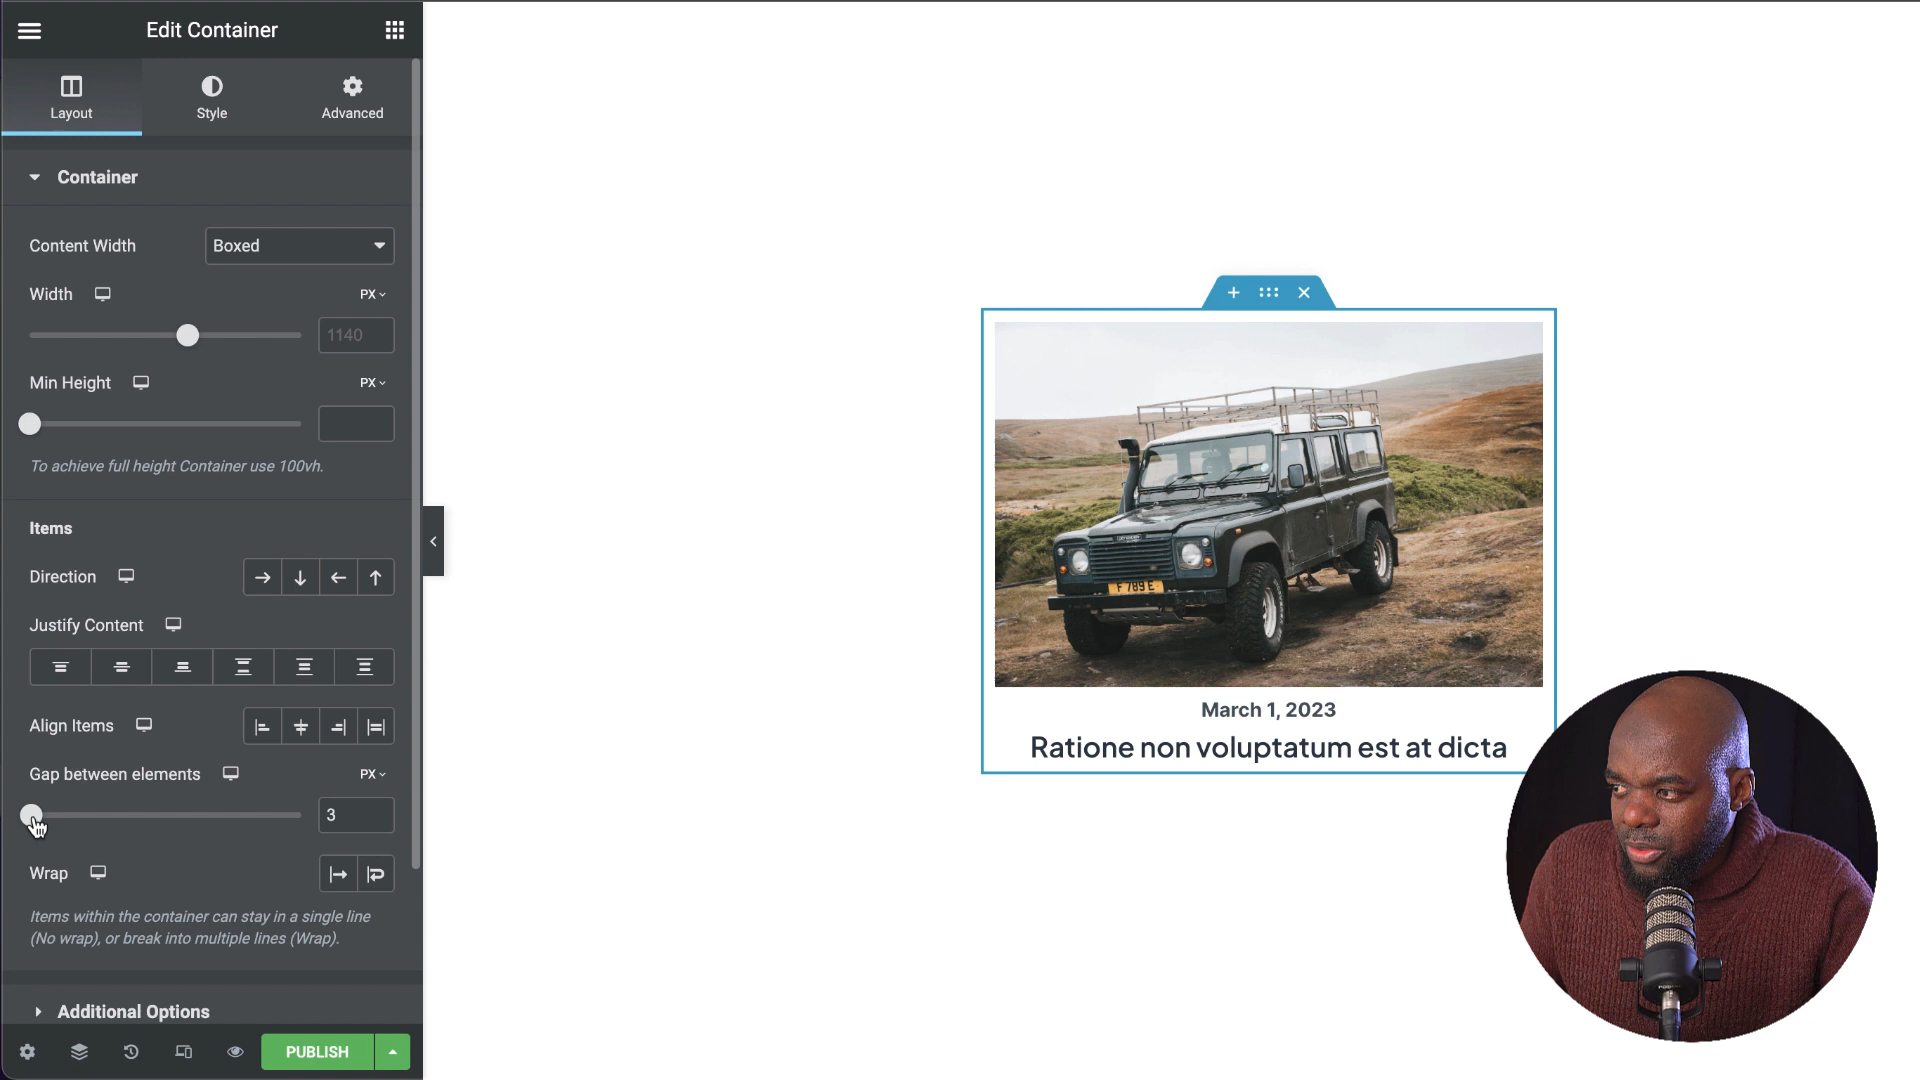 Edit Container
Layout
Style
Advanced
Container
Content Width
Boxed
Width
PX
1140
Min Height
PX
To achieve full height Container use 100vh.
Items
Direction
Justify Content
Align Items
Gap between elements
PX
3
Wrap
Items within the container can stay in a single line
(No wrap), or break into multiple lines (Wrap).
Additional Options
PUBLISH
F 789 E
March 1, 2023
Ratione non voluptatum est at dicta